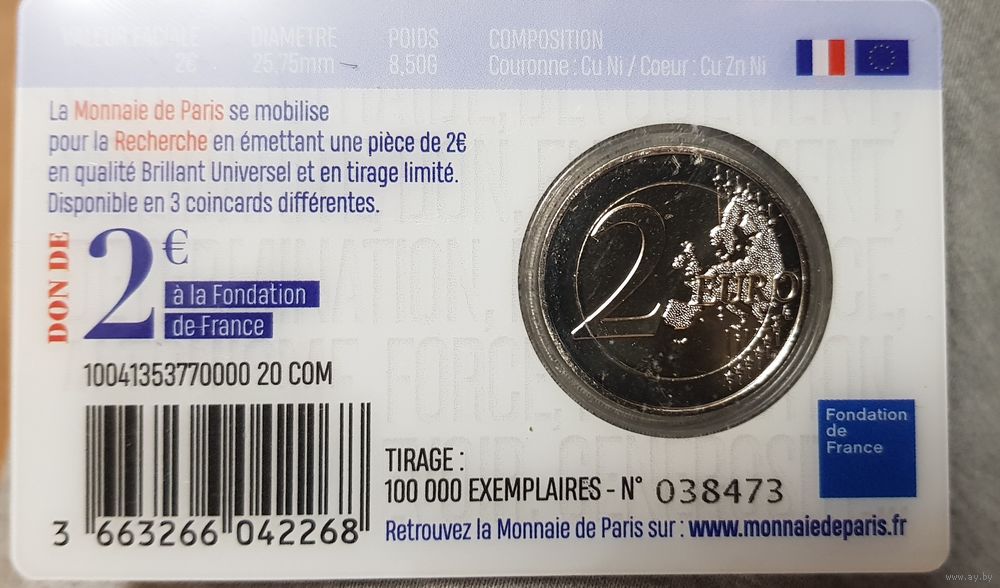 VALEUR FACIALE DIAMETRE POIDS COMPOSITION
2€ 25,75mm 8,50G Couronne : Cu Ni / Coeur : Cu Zn Ni
La Monnaie de Paris se mobilise
pour la Recherche en émettant une pièce de 2€
en qualité Brillant Universel et en tirage limité.
Disponible en 3 coincards différentes.
DON DE
2€
à la Fondation
de France
10041353770000 20 COM
2 EURO
Fondation
de
France
TIRAGE :
100 000 EXEMPLAIRES - N° 038473
3 663266 042268
Retrouvez la Monnaie de Paris sur : www.monnaiedeparis.fr
www.ay.by